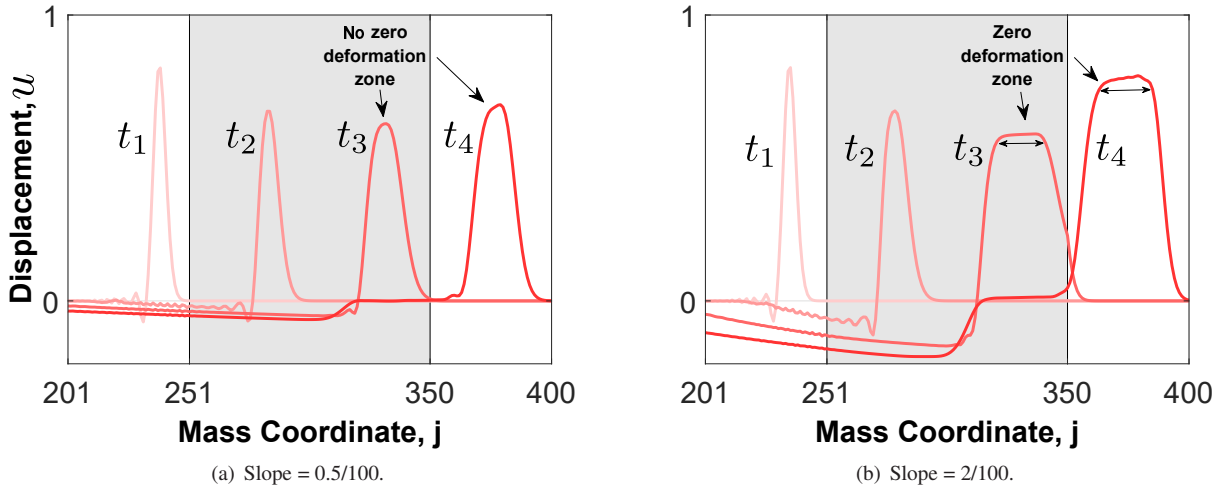 1
No zero
deformation
zone
t1
t2
t3
t4
0
Displacement, u
201
251
350
400
Mass Coordinate, j
(a) Slope = 0.5/100.
1
Zero
deformation
zone
t1
t2
t3
t4
0
201
251
350
400
Mass Coordinate, j
(b) Slope = 2/100.